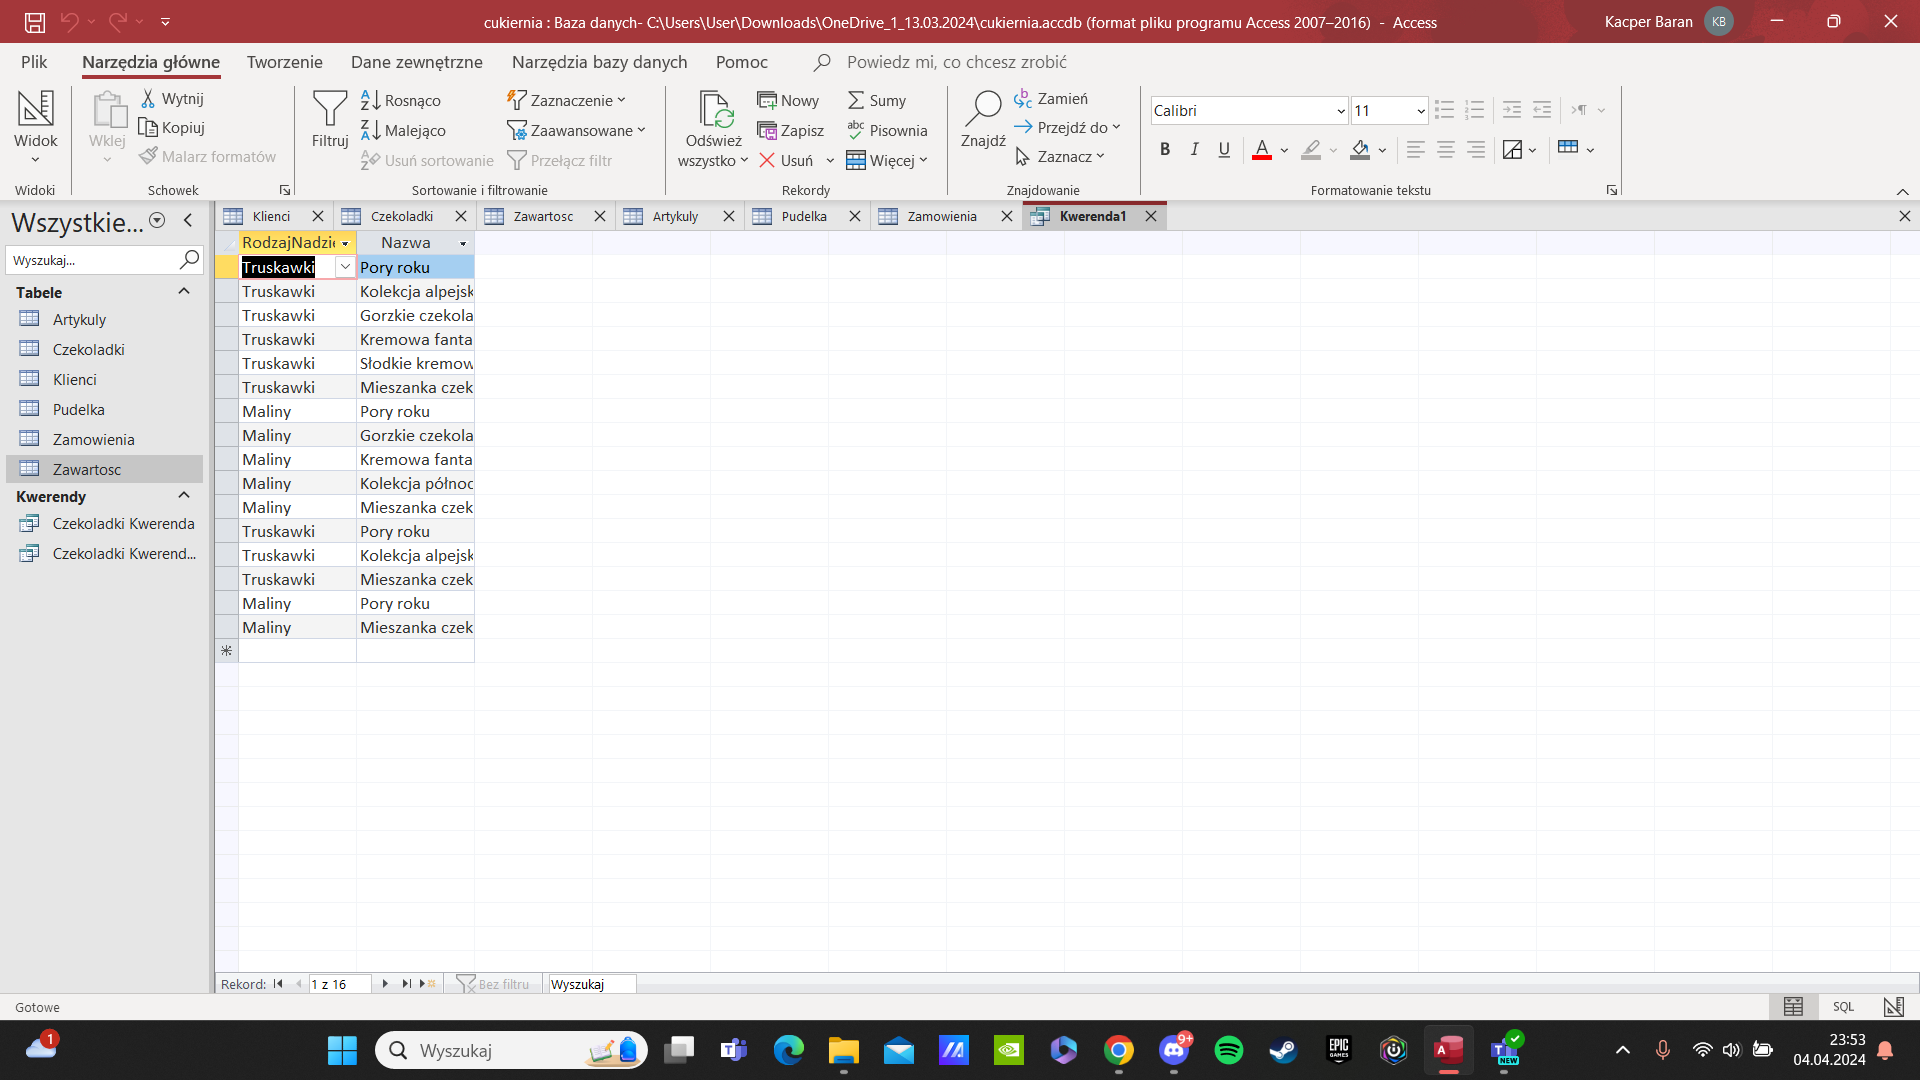 cukiernia : Baza danych- C:\Users\User\Downloads\OneDrive_1_13.03.2024\cukiernia.accdb (format pliku programu Access 2007–2016) - Access
Kacper Baran KB
Plik Narzędzia główne Tworzenie Dane zewnętrzne Narzędzia bazy danych Pomoc Powiedz mi, co chcesz zrobić
Widok
Widoki
Wklej
Wytnij
Kopiuj
Malarz formatów
Schowek
Filtruj
Rosnąco
Malejąco
Usuń sortowanie
Zaznaczenie
Zaawansowane
Przełącz filtr
Sortowanie i filtrowanie
Odśwież
wszystko
Nowy
Zapisz
Usuń
Sumy
Pisownia
Więcej
Rekordy
Znajdź
Zamień
Przejdź do
Zaznacz
Znajdowanie
Calibri 11
B I U A
Formatowanie tekstu
Wszystkie...
Wyszukaj...
Tabele
Artykuly
Czekoladki
Klienci
Pudelka
Zamowienia
Zawartosc
Kwerendy
Czekoladki Kwerenda
Czekoladki Kwerend...
Klienci Czekoladki Zawartosc Artykuly Pudelka Zamowienia Kwerenda1
RodzajNadzie Nazwa
Truskawki Pory roku
Truskawki Kolekcja alpejsk
Truskawki Gorzkie czekola
Truskawki Kremowa fanta
Truskawki Słodkie kremow
Truskawki Mieszanka czek
Maliny Pory roku
Maliny Gorzkie czekola
Maliny Kremowa fanta
Maliny Kolekcja północ
Maliny Mieszanka czek
Truskawki Pory roku
Truskawki Kolekcja alpejsk
Truskawki Mieszanka czek
Maliny Pory roku
Maliny Mieszanka czek
Rekord: 1 z 16 Bez filtru Wyszukaj
Gotowe
SQL
1
Wyszukaj
9+
EPIC GAMES
A
NEW
23:53
04.04.2024